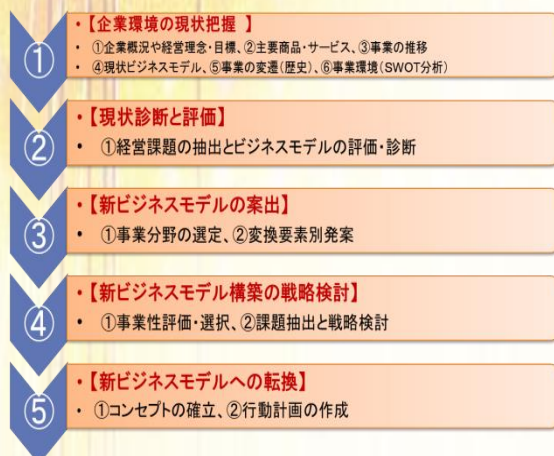 ・【企業環境の現状把握 】
① • ①企業概況や経営理念・目標、②主要商品・サービス、③事業の推移
• ④現状ビジネスモデル、⑤事業の変遷(歴史)、⑥事業環境(SWOT分析)
・【現状診断と評価】
② • ①経営課題の抽出とビジネスモデルの評価・診断
・【新ビジネスモデルの案出】
③ • ①事業分野の選定、②変換要素別発案
・【新ビジネスモデル構築の戦略検討】
④ • ①事業性評価・選択、②課題抽出と戦略検討
・【新ビジネスモデルへの転換】
⑤ • ①コンセプトの確立、②行動計画の作成